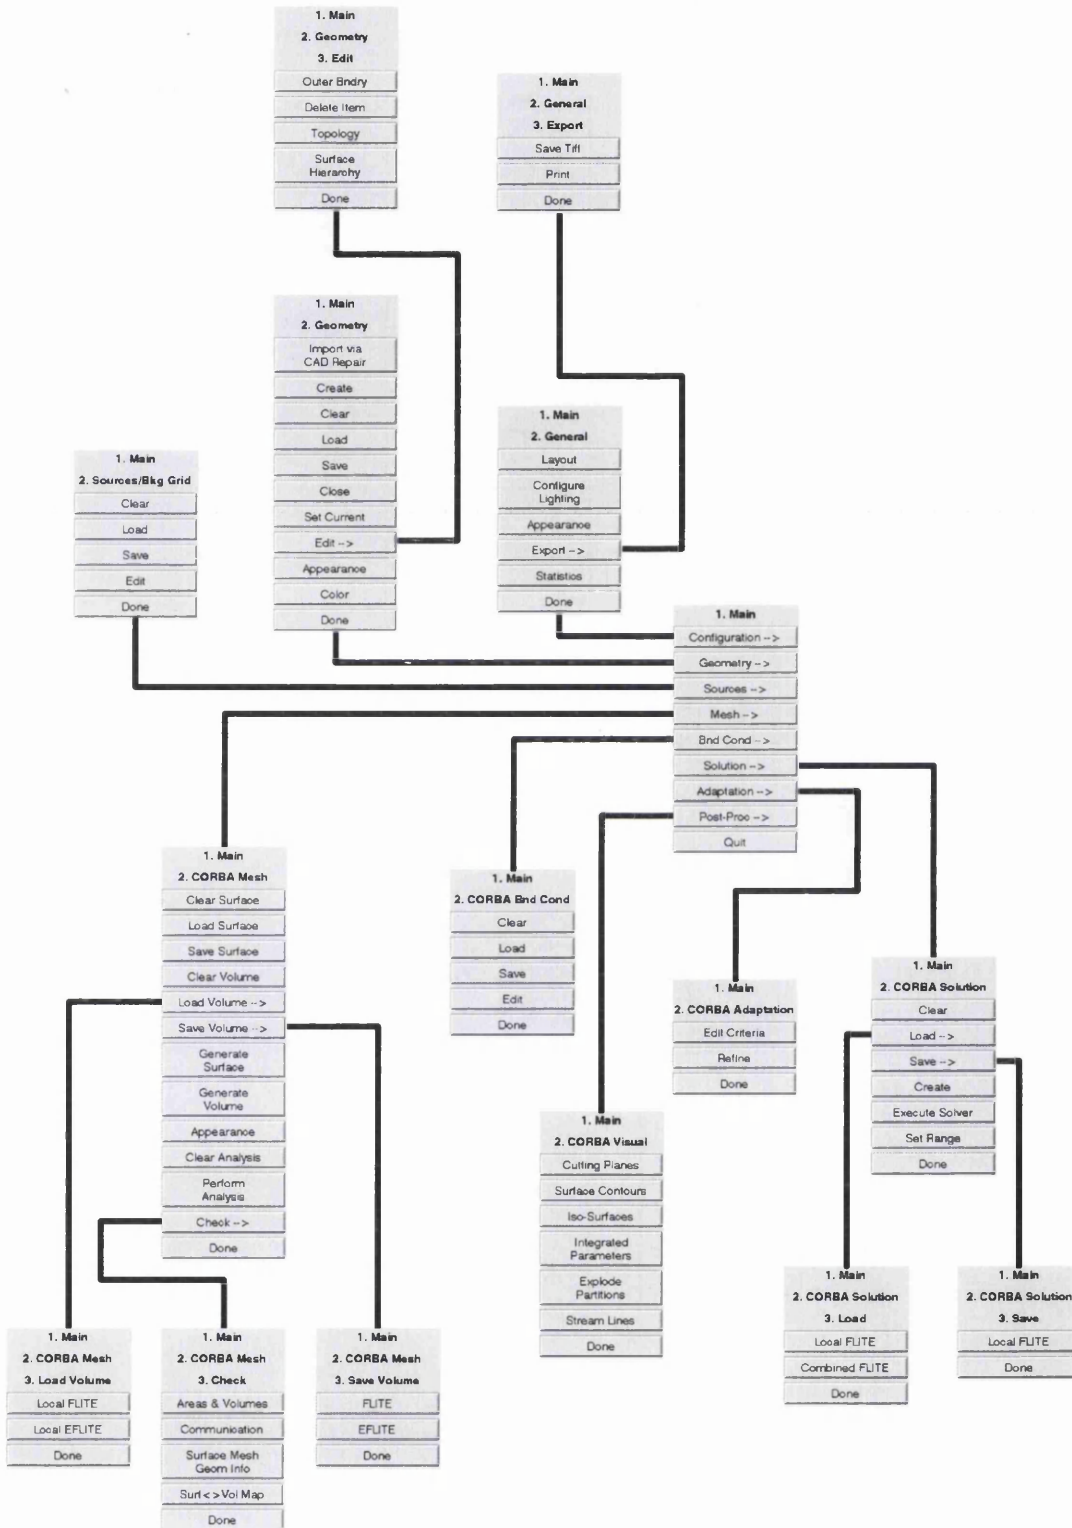 1. Main
2. Geometry
3. Edit
Outer Bndry
Delete Item
Topology
Surface
Hierarchy
Done
1. Main
2. General
3. Export
Save Tiff
Print
Done
1. Main
2. Geometry
Import via
CAD Repair
Create
Clear
Load
Save
Close
Set Current
Edit -->
Appearance
Color
Done
1. Main
2. General
Layout
Configure
Lighting
Appearance
Export -->
Statistics
Done
1. Main
2. Sources/Bkg Grid
Clear
Load
Save
Edit
Done
1. Main
Configuration -->
Geometry -->
Sources -->
Mesh -->
Bnd Cond -->
Solution -->
Adaptation -->
Post-Proc -->
Quit
1. Main
2. CORBA Mesh
Clear Surface
Load Surface
Save Surface
Clear Volume
Load Volume -->
Save Volume -->
Generate
Surface
Generate
Volume
Appearance
Clear Analysis
Perform
Analysis
Check -->
Done
1. Main
2. CORBA Bnd Cond
Clear
Load
Save
Edit
Done
1. Main
2. CORBA Adaptation
Edit Criteria
Refine
Done
1. Main
2. CORBA Solution
Clear
Load -->
Save -->
Create
Execute Solver
Set Range
Done
1. Main
2. CORBA Visual
Cutting Planes
Surface Contours
Iso-Surfaces
Integrated
Parameters
Explode
Partitions
Stream Lines
Done
1. Main
2. CORBA Solution
3. Load
Local FLITE
Combined FLITE
Done
1. Main
2. CORBA Solution
3. Save
Local FLITE
Done
1. Main
2. CORBA Mesh
3. Load Volume
Local FLITE
Local EFLITE
Done
1. Main
2. CORBA Mesh
3. Check
Areas & Volumes
Communication
Surface Mesh
Geom Info
Surf<>Vol Map
Done
1. Main
2. CORBA Mesh
3. Save Volume
FLITE
EFLITE
Done